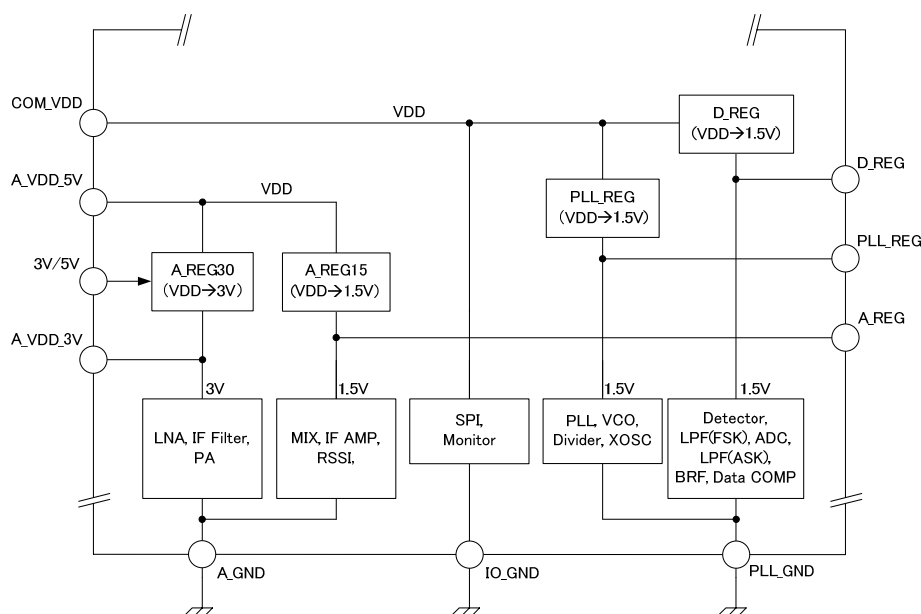 COM_VDD
VDD
D_REG
(VDD→1.5V)
D_REG
A_VDD_5V
VDD
PLL_REG
(VDD→1.5V)
PLL_REG
3V/5V
A_REG30
(VDD→3V)
A_REG15
(VDD→1.5V)
A_REG
A_VDD_3V
3V
1.5V
1.5V
1.5V
LNA, IF Filter,
PA
MIX, IF AMP,
RSSI,
SPI,
Monitor
PLL, VCO,
Divider, XOSC
Detector,
LPF(FSK), ADC,
LPF(ASK),
BRF, Data COMP
A_GND
IO_GND
PLL_GND